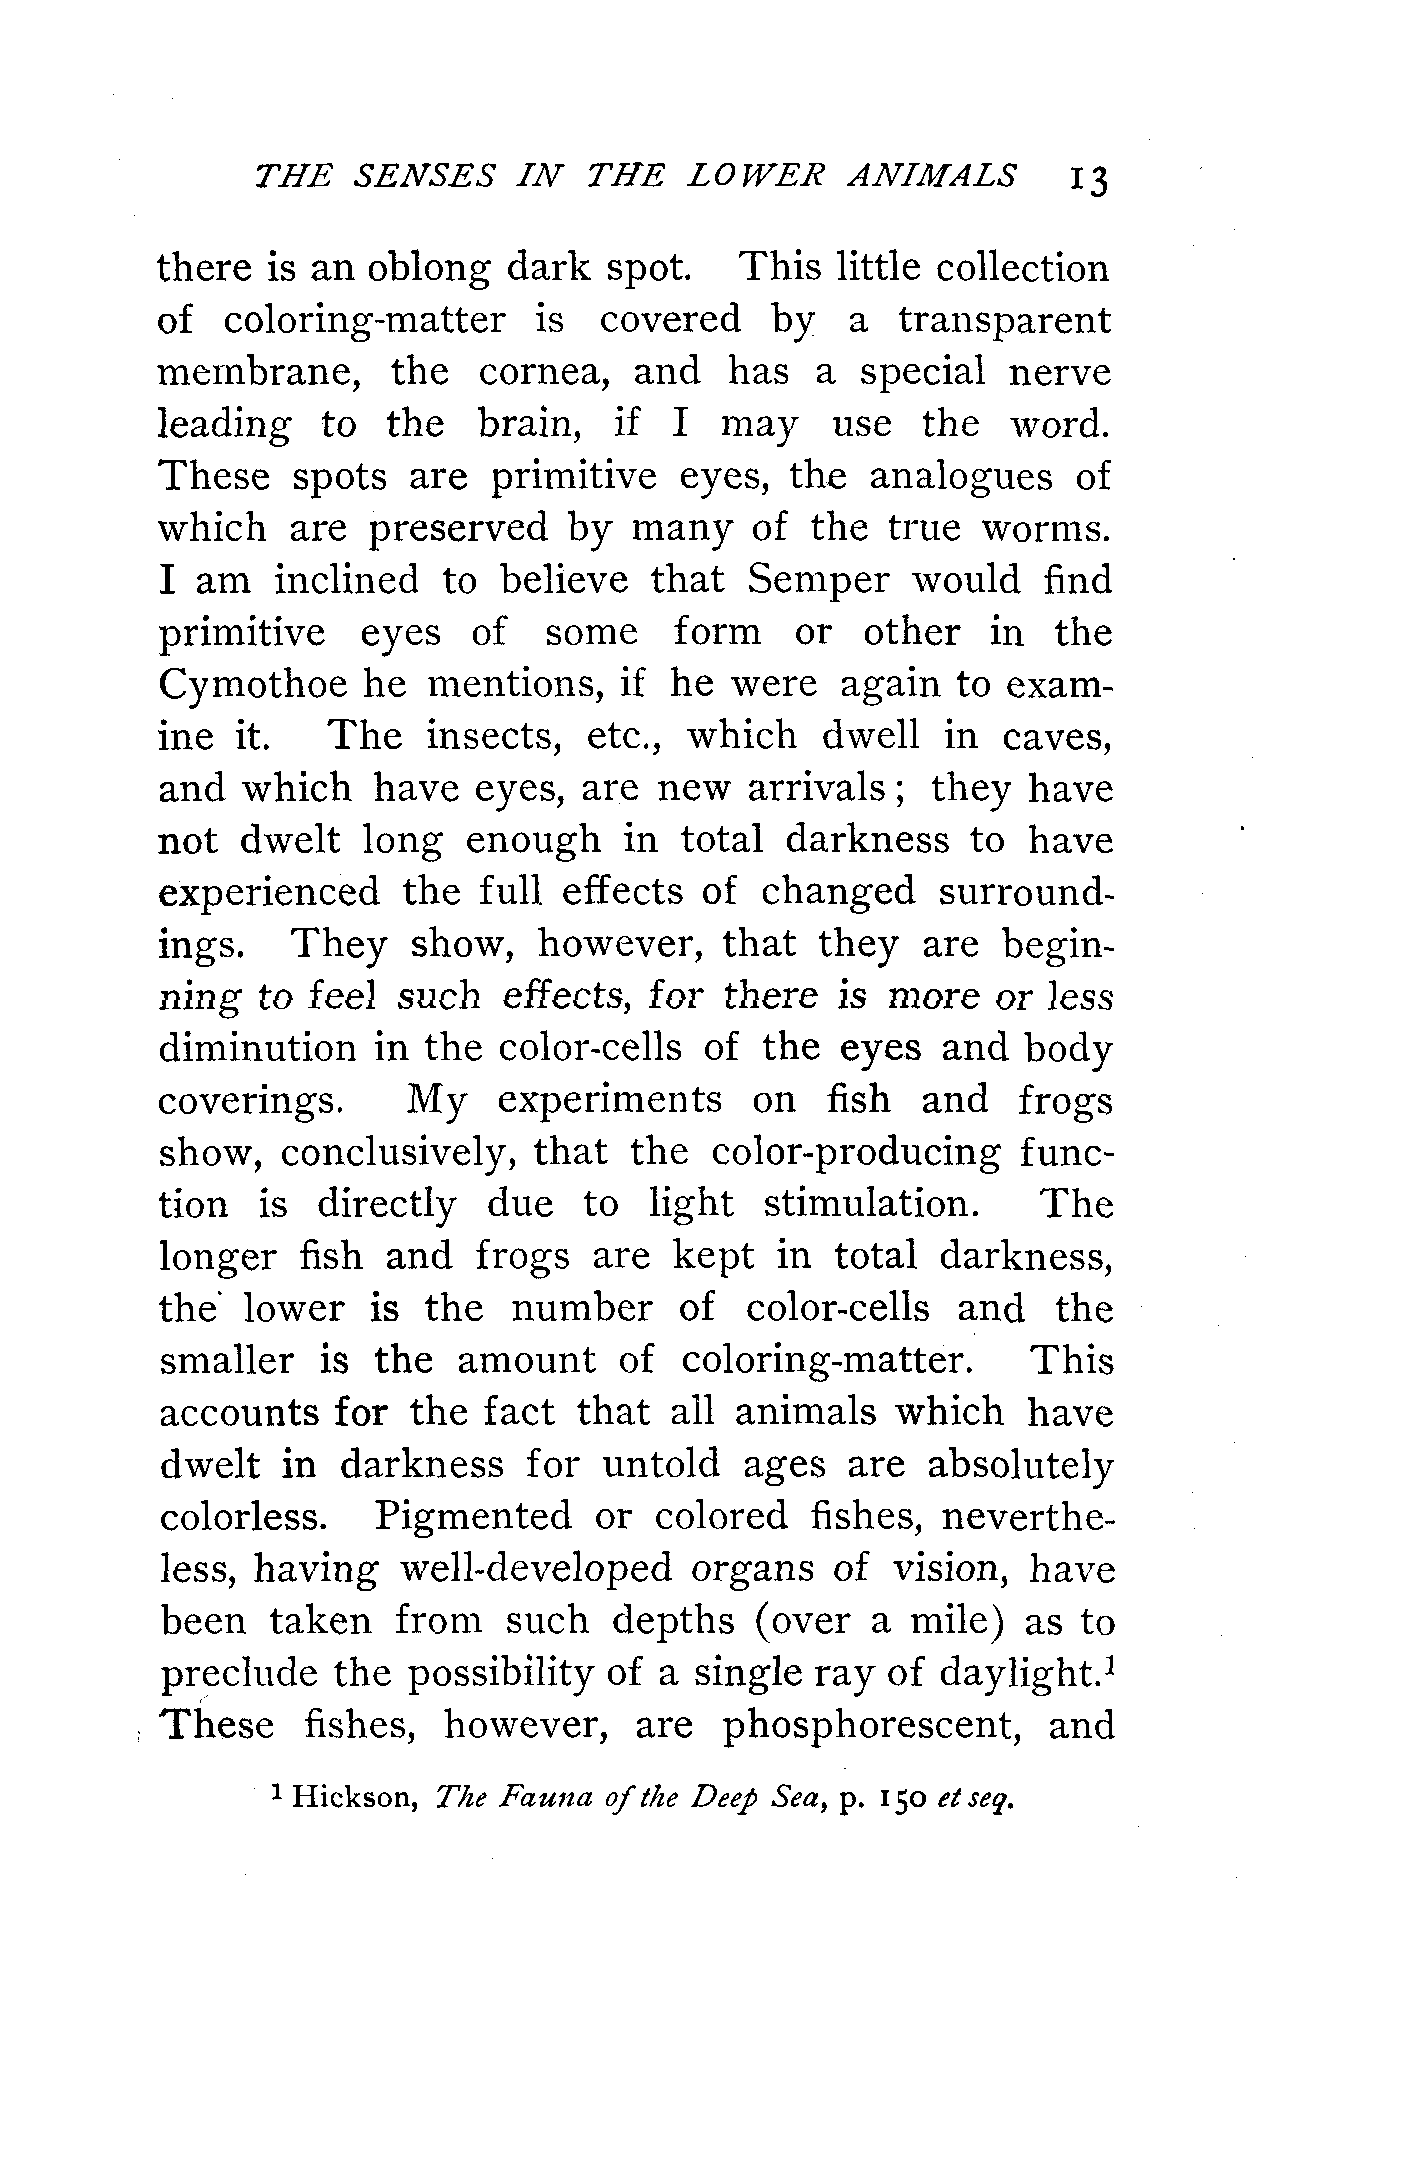 THE SENSES IN THE LOWER ANIMALS 13
there is an oblong dark spot. This little collection
of coloring-matter is covered by a transparent
membrane, the cornea, and has a special nerve
leading to the brain, if I may use the word.
These spots are primitive eyes, the analogues of
which are preserved by many of the true worms.
I am inclined to believe that Semper would find
primitive eyes of some form or other in the
Cymothoe he mentions, if he were again to exam-
ine it. The insects, etc., which dwell in caves,
and which have eyes, are new arrivals; they have
not dwelt long enough in total darkness to have
experienced the full effects of changed surround-
ings. They show, however, that they are begin-
ning to feel such effects, for there is more or less
diminution in the color-cells of the eyes and body
coverings. My experiments on fish and frogs
show, conclusively, that the color-producing func-
tion is directly due to light stimulation. The
longer fish and frogs are kept in total darkness,
the lower is the number of color-cells and the
smaller is the amount of coloring-matter. This
accounts for the fact that all animals which have
dwelt in darkness for untold ages are absolutely
colorless. Pigmented or colored fishes, neverthe-
less, having well-developed organs of vision, have
been taken from such depths (over a mile) as to
preclude the possibility of a single ray of daylight.¹
These fishes, however, are phosphorescent, and
¹ Hickson, The Fauna of the Deep Sea, p. 150 et seq.